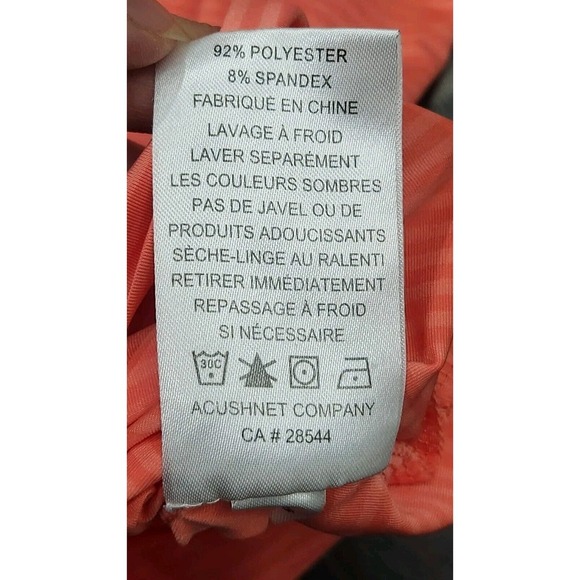 92% POLYESTER
8% SPANDEX
FABRIQUÉ EN CHINE
LAVAGE À FROID
LAVER SEPARÉMENT
LES COULEURS SOMBRES
PAS DE JAVEL OU DE
PRODUITS ADOUCISSANTS
SÈCHE-LINGE AU RALENTI
RETIRER IMMÉDIATEMENT
REPASSAGE À FROID
SI NÉCESSAIRE
30C
ACUSHNET COMPANY
CA # 28544